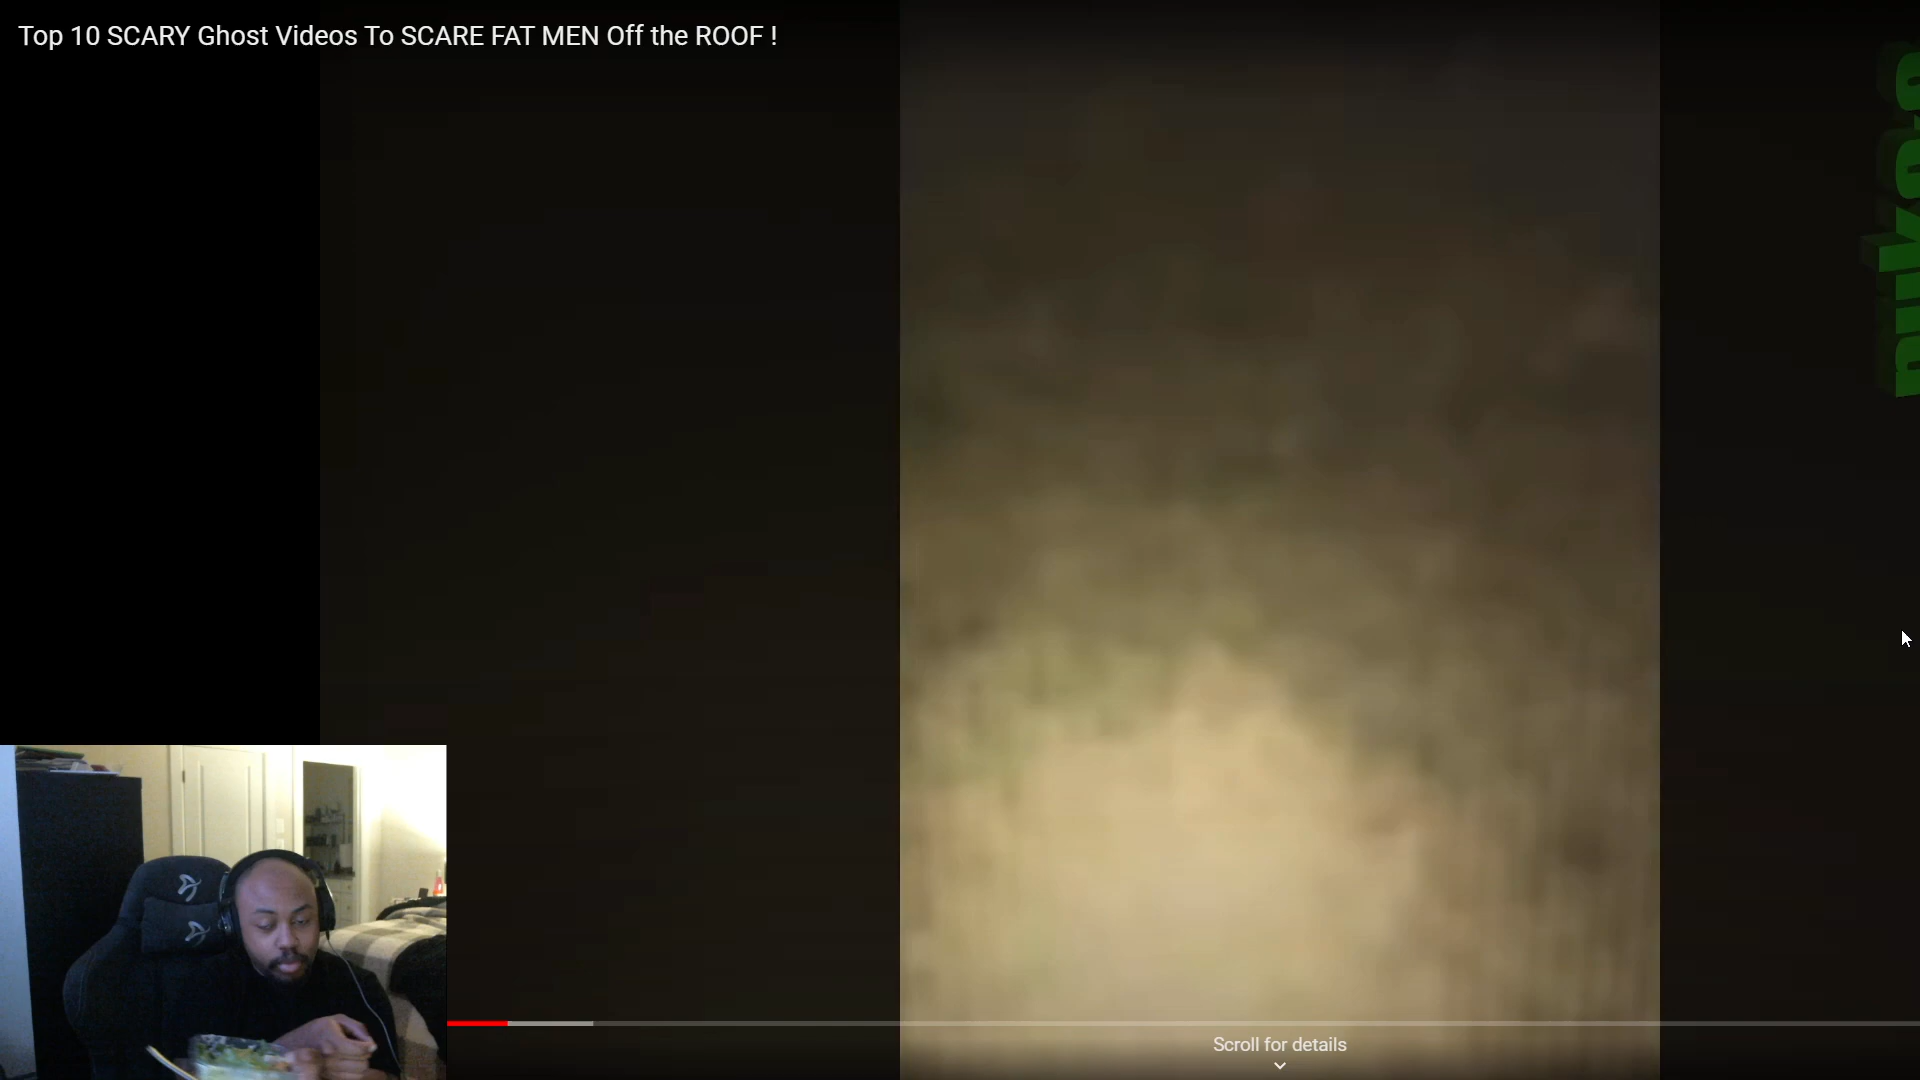 Top 10 SCARY Ghost Videos To SCARE FAT MEN Off the ROOF !
Scroll for details